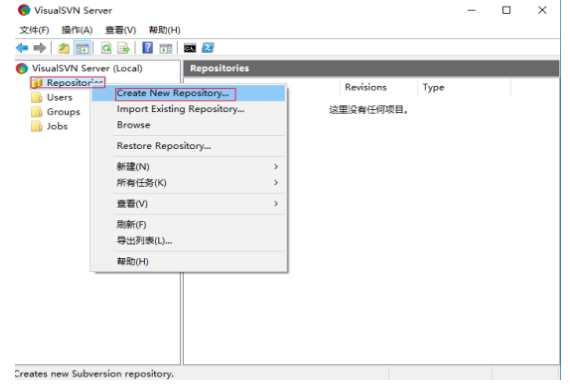 VisualSVN Server
文件(F) 操作(A) 查看(V) 帮助(H)
VisualSVN Server (Local)
Repositories
Users
Groups
Jobs
Repositories
Revisions Type
这里没有任何项目。
Create New Repository...
Import Existing Repository...
Browse
Restore Repository...
新建(N)
所有任务(K)
查看(V)
刷新(F)
导出列表(L)...
帮助(H)
Creates new Subversion repository.